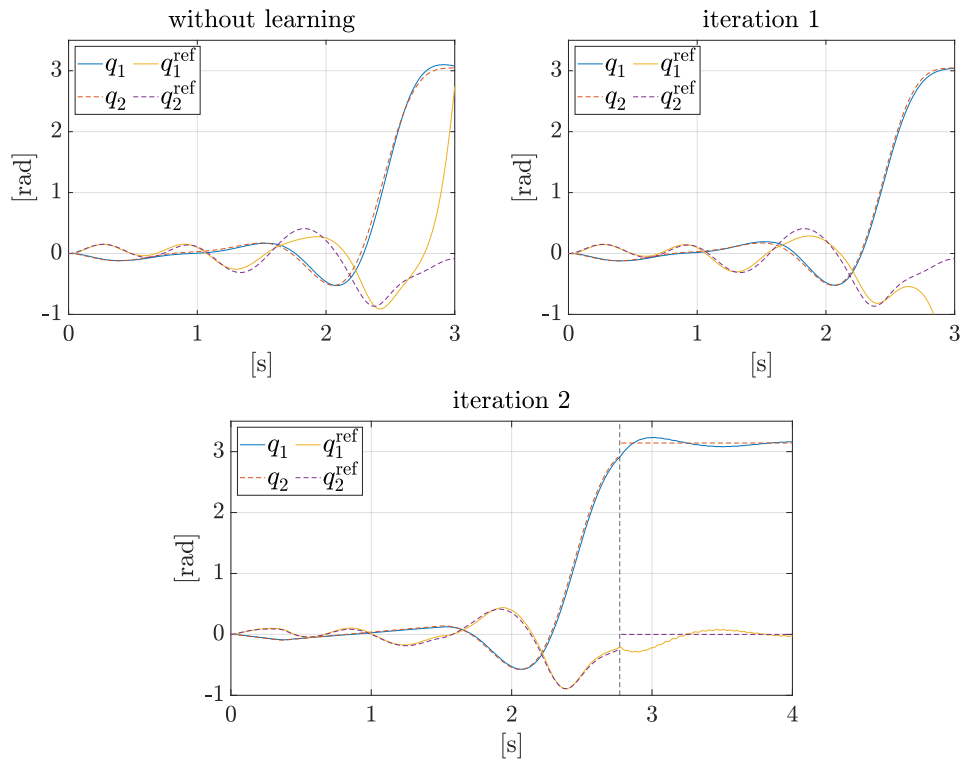 without learning
q₁ q₁ʳᵉᶠ
q₂ q₂ʳᵉᶠ
3
2
1
0
-1
[rad]
0 1 2 3
[s]
iteration 1
q₁ q₁ʳᵉᶠ
q₂ q₂ʳᵉᶠ
3
2
1
0
-1
[rad]
0 1 2 3
[s]
iteration 2
q₁ q₁ʳᵉᶠ
q₂ q₂ʳᵉᶠ
3
2
1
0
-1
[rad]
0 1 2 3 4
[s]